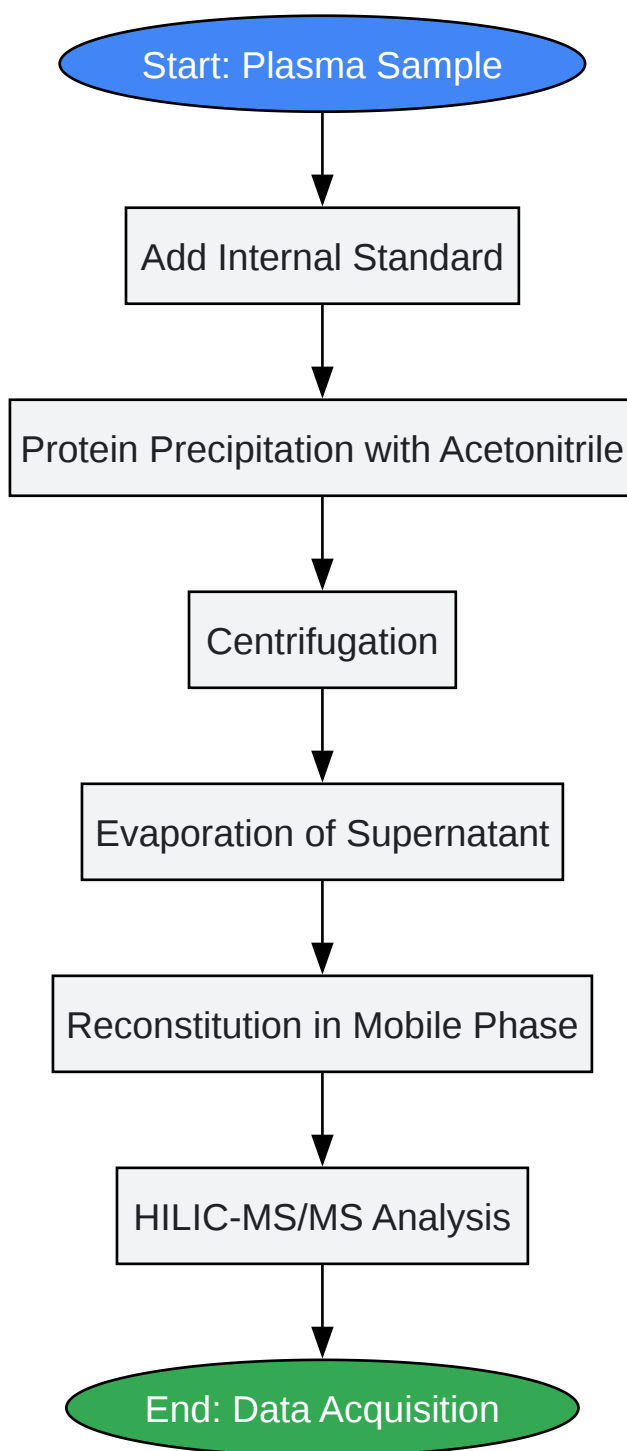 Start: Plasma Sample
Add Internal Standard
Protein Precipitation with Acetonitrile
Centrifugation
Evaporation of Supernatant
Reconstitution in Mobile Phase
HILIC-MS/MS Analysis
End: Data Acquisition